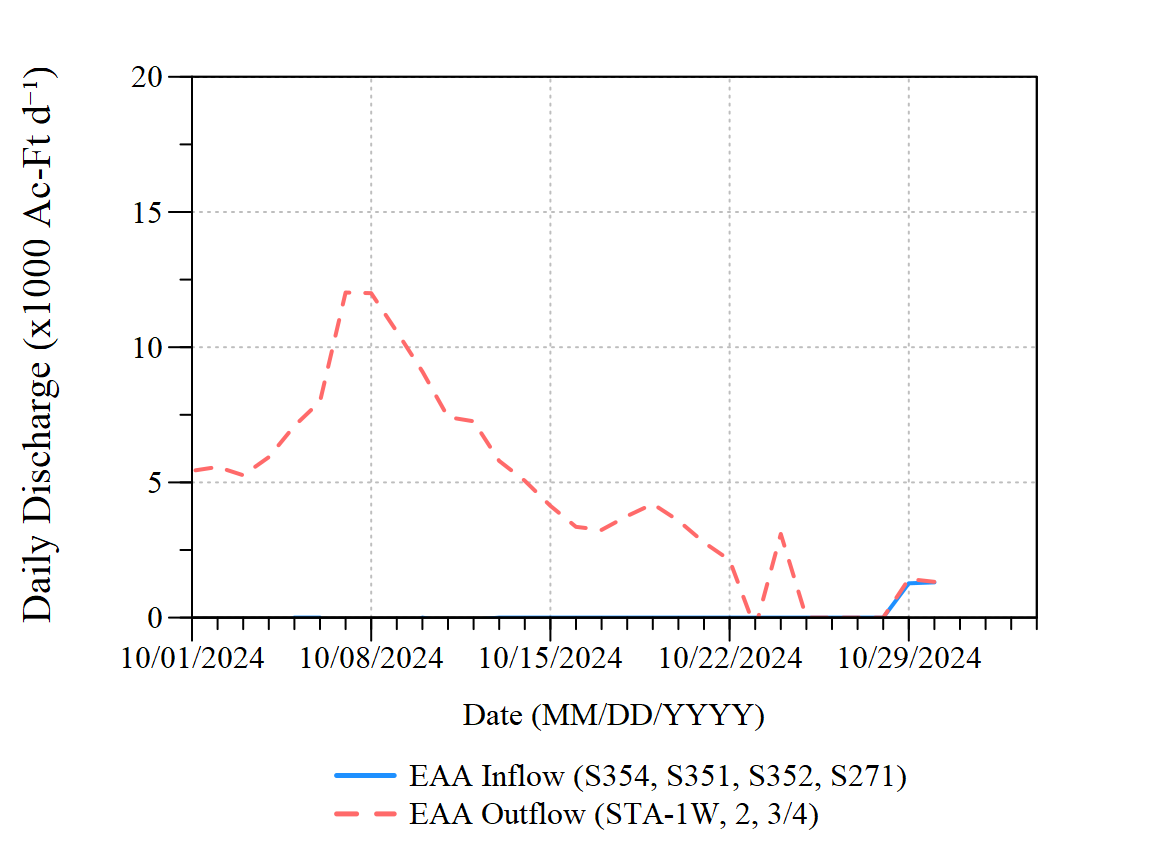 Daily Discharge (x1000 Ac-Ft d⁻¹)
20
15
10
5
0
10/01/2024 10/08/2024 10/15/2024 10/22/2024 10/29/2024
Date (MM/DD/YYYY)
EAA Inflow (S354, S351, S352, S271)
EAA Outflow (STA-1W, 2, 3/4)